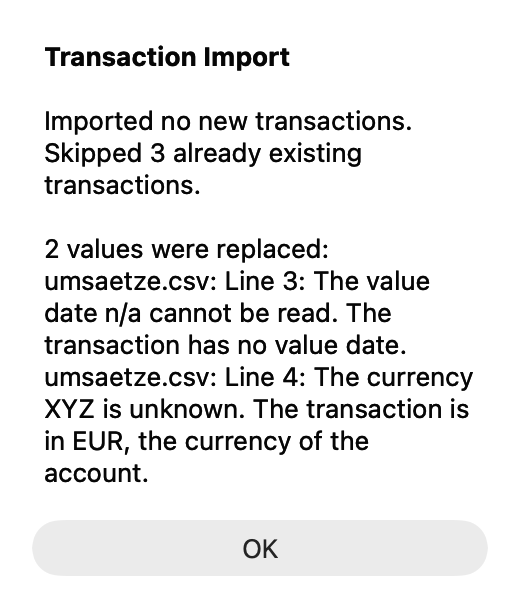 Transaction Import
Imported no new transactions.
Skipped 3 already existing
transactions.
2 values were replaced:
umsaetze.csv: Line 3: The value
date n/a cannot be read. The
transaction has no value date.
umsaetze.csv: Line 4: The currency
XYZ is unknown. The transaction is
in EUR, the currency of the
account.
OK